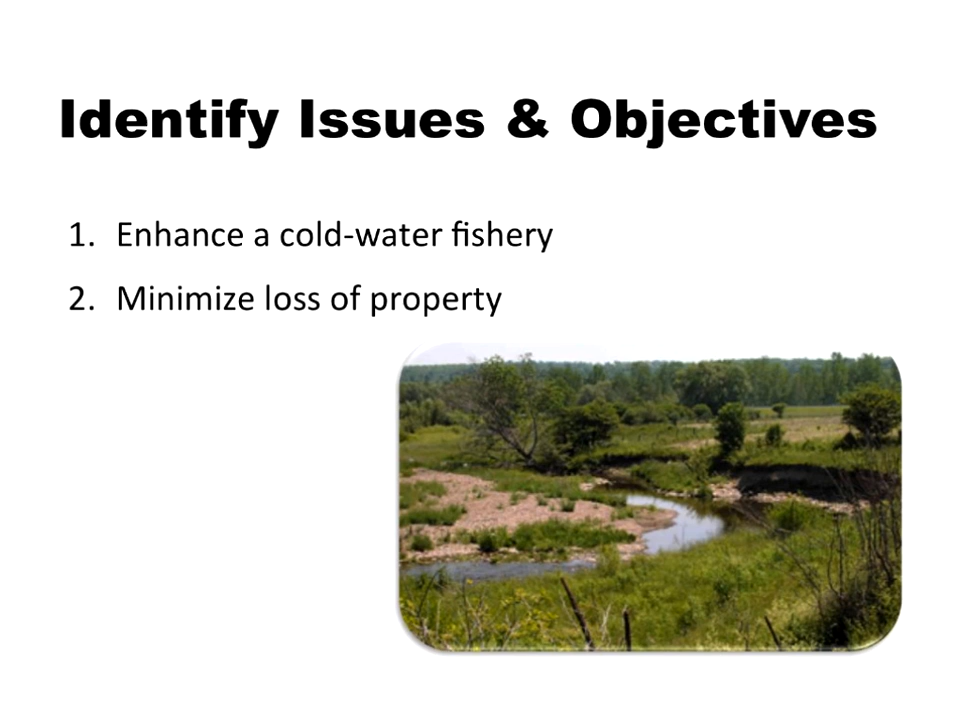 Identify Issues & Objectives
1. Enhance a cold-water fishery
2. Minimize loss of property